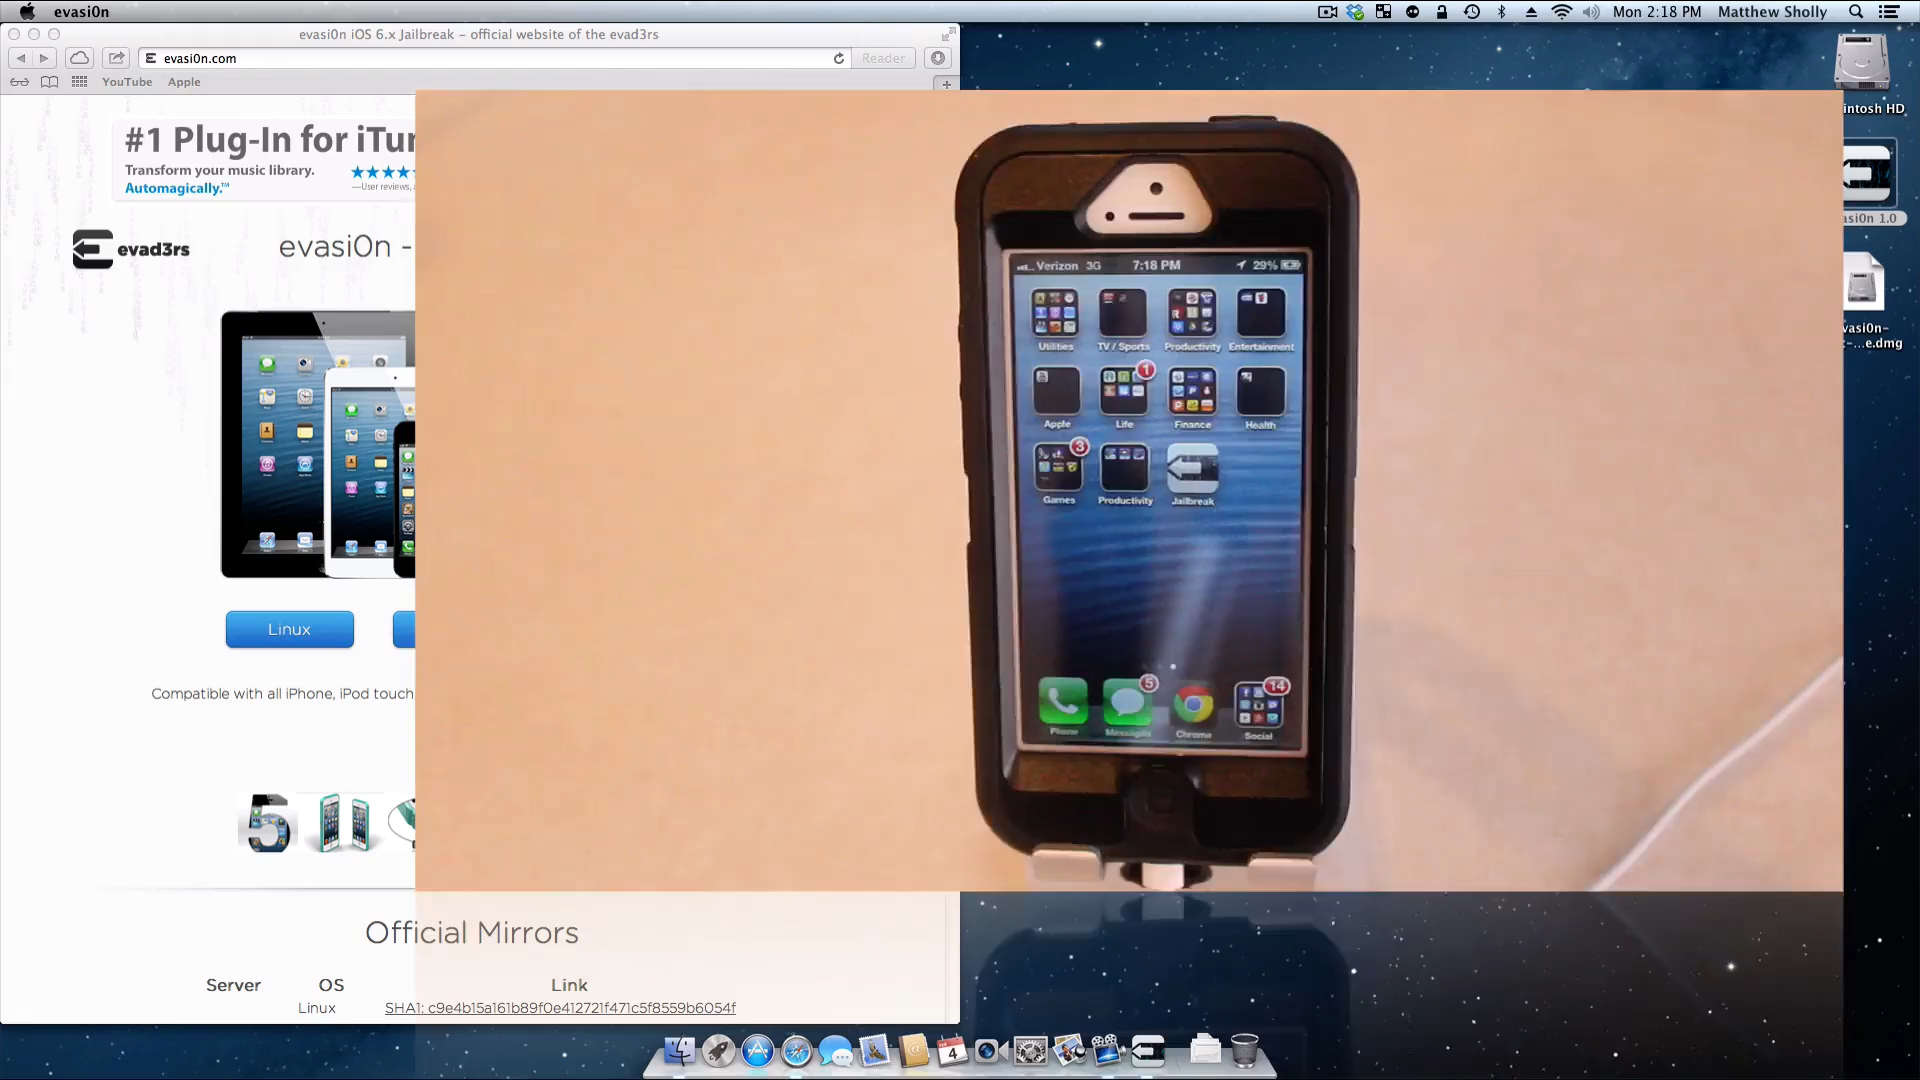 evasi0n
Mon 2:18 PM
Matthew Sholly
evasi0n iOS 6.x Jailbreak – official website of the evad3rs
evasi0n.com
Reader
YouTube
Apple
#1 Plug-In for iTun
Transform your music library.
Automagically.™
—User reviews,
evad3rs
evasi0n -
Linux
Compatible with all iPhone, iPod touch
5
Official Mirrors
Server
OS
Link
Linux
SHA1: c9e4b15a161b89f0e412721f471c5f8559b6054f
Verizon 3G
7:18 PM
29%
Utilities
TV / Sports
Productivity
Entertainment
1
Apple
Life
Finance
Health
3
Games
Productivity
Jailbreak
5
14
Phone
Messages
Chrome
Social
intosh HD
asi0n 1.0
vasi0n-
-...e.dmg
FEB
4